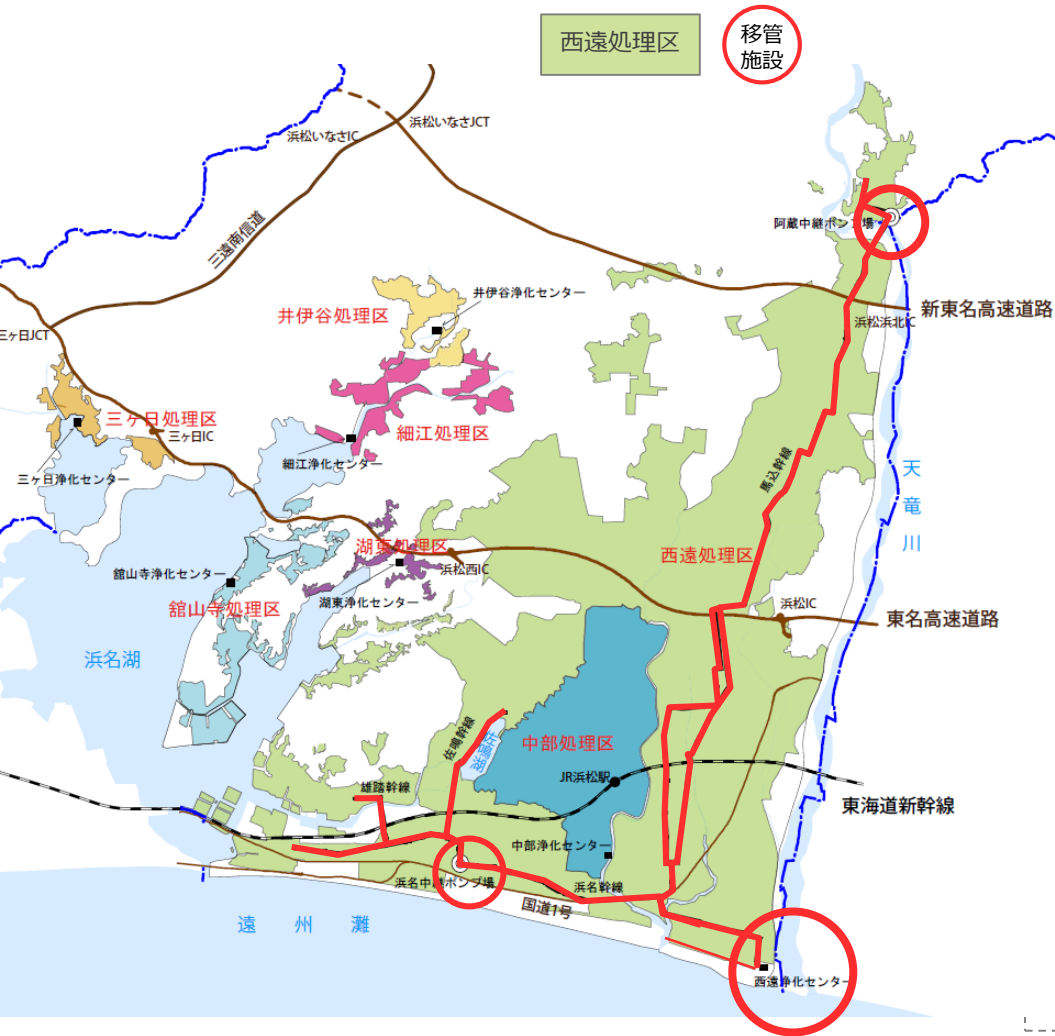 西遠処理区
移管
施設
浜松いなさJCT
浜松いなさIC
三遠南信道
阿蔵中継ポンプ場
井伊谷浄化センター
井伊谷処理区
新東名高速道路
浜松浜北IC
三ヶ日JCT
三ヶ日処理区
三ヶ日IC
細江処理区
細江浄化センター
三ヶ日浄化センター
馬込幹線
天
竜
川
湖東処理区
西遠処理区
浜松西IC
舘山寺浄化センター
湖東浄化センター
舘山寺処理区
浜松IC
東名高速道路
浜名湖
佐鳴幹線
佐鳴湖
中部処理区
JR浜松駅
雄踏幹線
東海道新幹線
中部浄化センター
浜名中継ポンプ場
浜名幹線
国道1号
遠州灘
西遠浄化センター